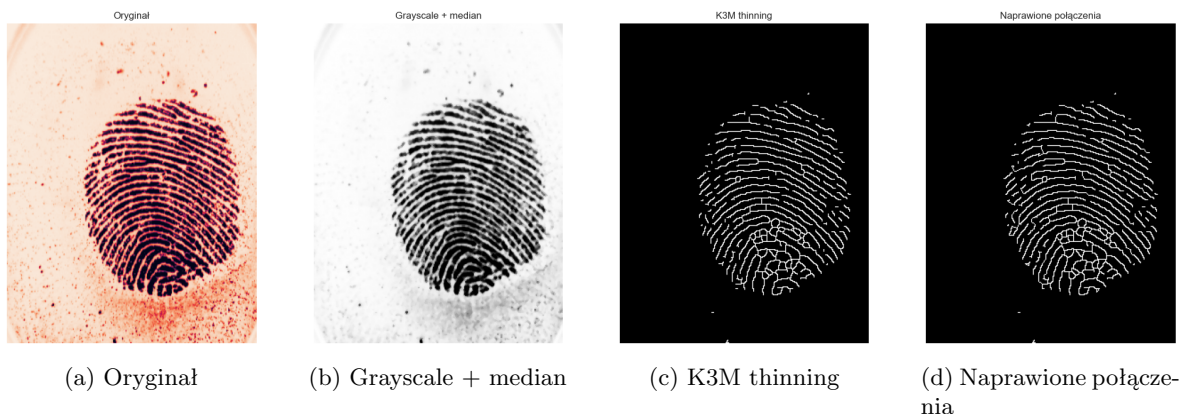 Oryginał
Grayscale + median
K3M thinning
Naprawione połączenia
(a) Oryginał
(b) Grayscale + median
(c) K3M thinning
(d) Naprawione połącze-
nia